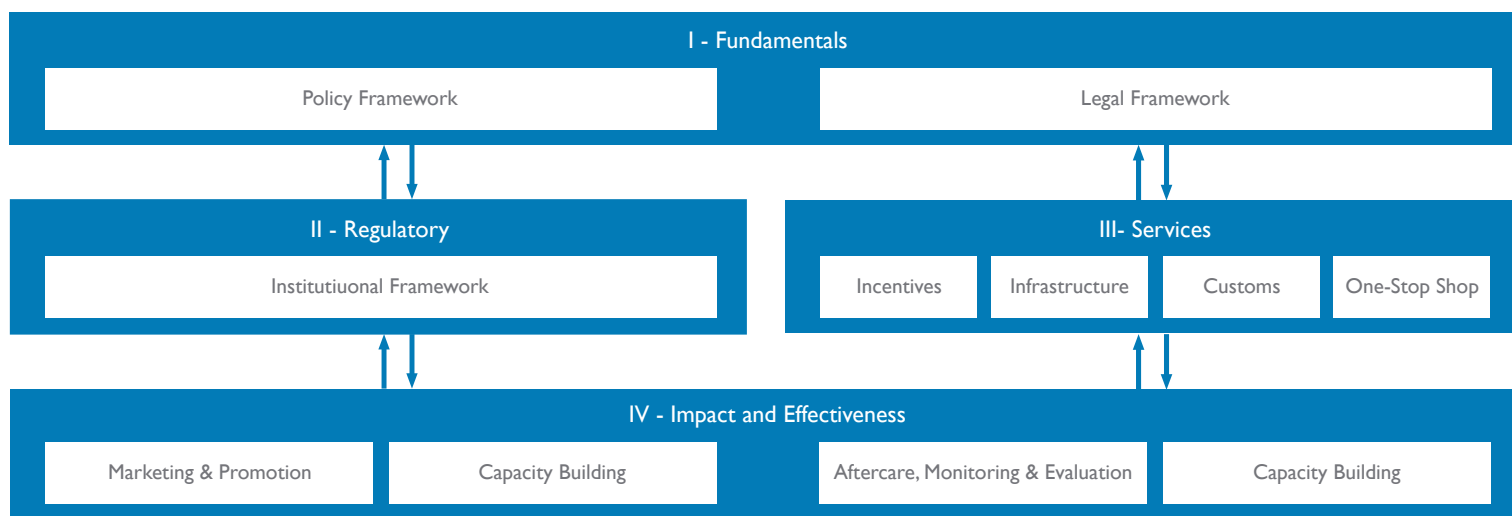 I - Fundamentals
Policy Framework
Legal Framework
II - Regulatory
Institutiuonal Framework
III- Services
Incentives
Infrastructure
Customs
One-Stop Shop
IV - Impact and Effectiveness
Marketing & Promotion
Capacity Building
Aftercare, Monitoring & Evaluation
Capacity Building